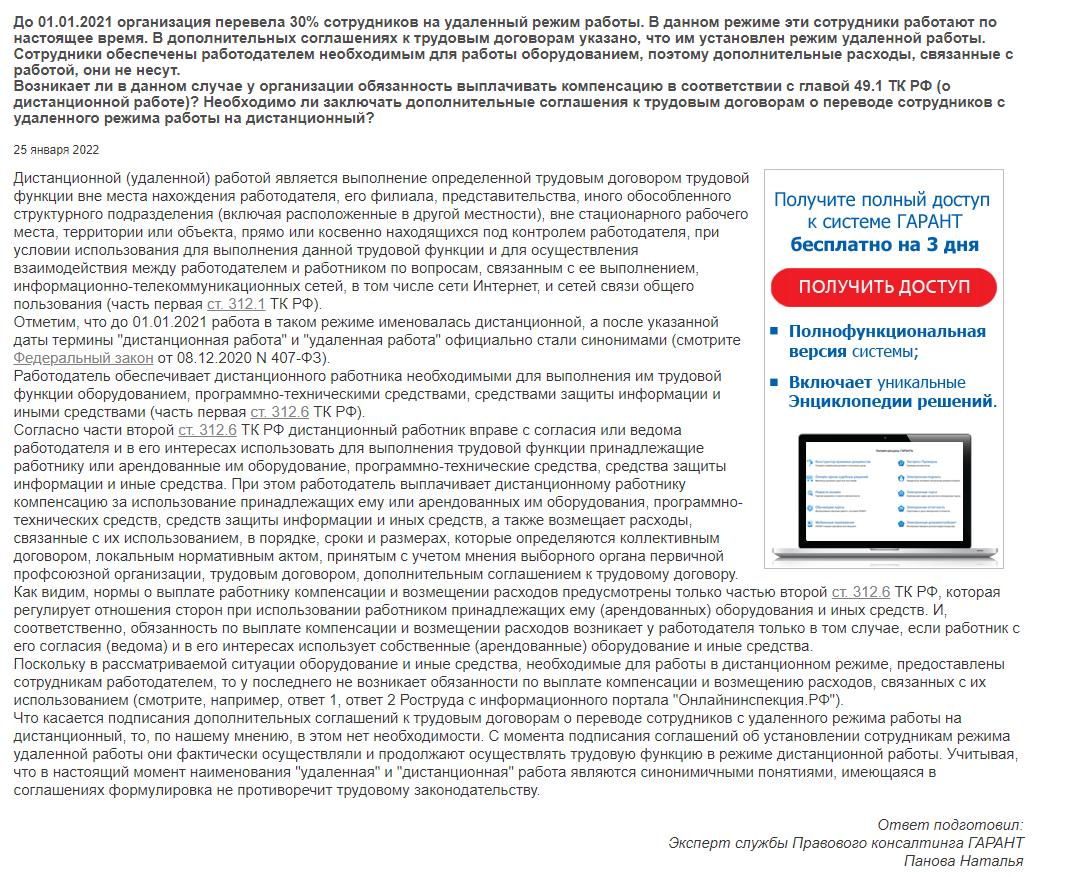 До 01.01.2021 организация перевела 30% сотрудников на удаленный режим работы. В данном режиме эти сотрудники работают по
настоящее время. В дополнительных соглашениях к трудовым договорам указано, что им установлен режим удаленной работы.
Сотрудники обеспечены работодателем необходимым для работы оборудованием, поэтому дополнительные расходы, связанные с
работой, они не несут.
Возникает ли в данном случае у организации обязанность выплачивать компенсацию в соответствии с главой 49.1 ТК РФ (о
дистанционной работе)? Необходимо ли заключать дополнительные соглашения к трудовым договорам о переводе сотрудников с
удаленного режима работы на дистанционный?
25 января 2022
Дистанционной (удаленной) работой является выполнение определенной трудовым договором трудовой
функции вне места нахождения работодателя, его филиала, представительства, иного обособленного
структурного подразделения (включая расположенные в другой местности), вне стационарного рабочего
места, территории или объекта, прямо или косвенно находящихся под контролем работодателя, при
условии использования для выполнения данной трудовой функции и для осуществления
взаимодействия между работодателем и работником по вопросам, связанным с ее выполнением,
информационно-телекоммуникационных сетей, в том числе сети Интернет, и сетей связи общего
пользования (часть первая ст. 312.1 ТК РФ).
Отметим, что до 01.01.2021 работа в таком режиме именовалась дистанционной, а после указанной
даты термины "дистанционная работа" и "удаленная работа" официально стали синонимами (смотрите
Федеральный закон от 08.12.2020 N 407-ФЗ).
Работодатель обеспечивает дистанционного работника необходимыми для выполнения им трудовой
функции оборудованием, программно-техническими средствами, средствами защиты информации и
иными средствами (часть первая ст. 312.6 ТК РФ).
Согласно части второй ст. 312.6 ТК РФ дистанционный работник вправе с согласия или ведома
работодателя и в его интересах использовать для выполнения трудовой функции принадлежащие
работнику или арендованные им оборудование, программно-технические средства, средства защиты
информации и иные средства. При этом работодатель выплачивает дистанционному работнику
компенсацию за использование принадлежащих ему или арендованных им оборудования, программно-
технических средств, средств защиты информации и иных средств, а также возмещает расходы,
связанные с их использованием, в порядке, сроки и размерах, которые определяются коллективным
договором, локальным нормативным актом, принятым с учетом мнения выборного органа первичной
профсоюзной организации, трудовым договором, дополнительным соглашением к трудовому договору.
Как видим, нормы о выплате работнику компенсации и возмещении расходов предусмотрены только частью второй ст. 312.6 ТК РФ, которая
регулирует отношения сторон при использовании работником принадлежащих ему (арендованных) оборудования и иных средств. И,
соответственно, обязанность по выплате компенсации и возмещении расходов возникает у работодателя только в том случае, если работник с
его согласия (ведома) и в его интересах использует собственные (арендованные) оборудование и иные средства.
Поскольку в рассматриваемой ситуации оборудование и иные средства, необходимые для работы в дистанционном режиме, предоставлены
сотрудникам работодателем, то у последнего не возникает обязанности по выплате компенсации и возмещению расходов, связанных с их
использованием (смотрите, например, ответ 1, ответ 2 Роструда с информационного портала "Онлайнинспекция.РФ").
Что касается подписания дополнительных соглашений к трудовым договорам о переводе сотрудников с удаленного режима работы на
дистанционный, то, по нашему мнению, в этом нет необходимости. С момента подписания соглашений об установлении сотрудникам режима
удаленной работы они фактически осуществляли и продолжают осуществлять трудовую функцию в режиме дистанционной работы. Учитывая,
что в настоящий момент наименования "удаленная" и "дистанционная" работа являются синонимичными понятиями, имеющаяся в
соглашениях формулировка не противоречит трудовому законодательству.
Ответ подготовил:
Эксперт службы Правового консалтинга ГАРАНТ
Панова Наталья
Получите полный доступ
к системе ГАРАНТ
бесплатно на 3 дня
ПОЛУЧИТЬ ДОСТУП
Полнофункциональная
версия системы;
Включает уникальные
Энциклопедии решений.